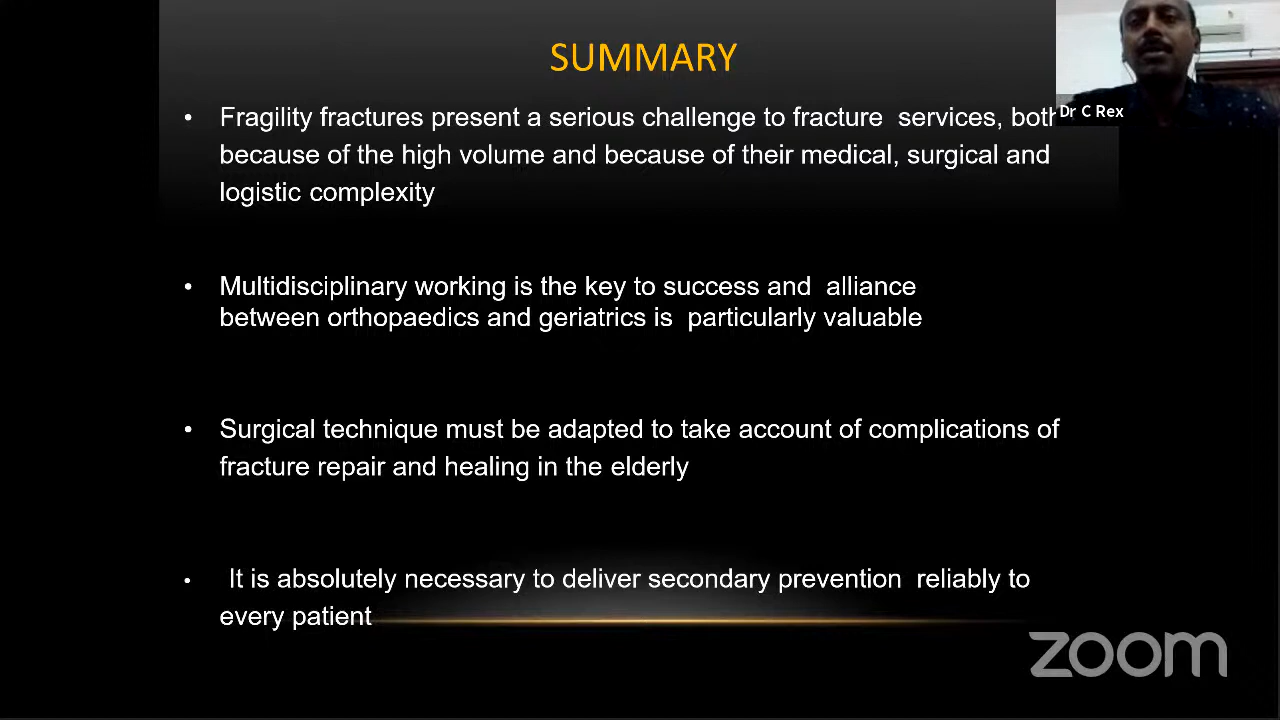 SUMMARY
• Fragility fractures present a serious challenge to fracture services, both
because of the high volume and because of their medical, surgical and
logistic complexity
• Multidisciplinary working is the key to success and alliance
between orthopaedics and geriatrics is particularly valuable
• Surgical technique must be adapted to take account of complications of
fracture repair and healing in the elderly
• It is absolutely necessary to deliver secondary prevention reliably to
every patient
Dr C Rex
zoom